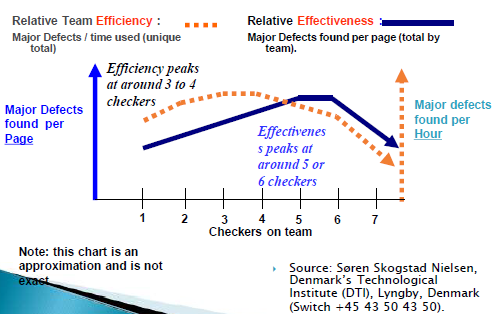 Relative Team Efficiency :
Major Defects / time used (unique
total)
Relative Effectiveness :
Major Defects found per page (total by
team).
Efficiency peaks
at around 3 to 4
checkers
Major Defects
found per
Page
Effectivenes
s peaks at
around 5 or
6 checkers
Major defects
found per
Hour
1 2 3 4 5 6 7
Checkers on team
Note: this chart is an
approximation and is not
exact
Source: Søren Skogstad Nielsen,
Denmark's Technological
Institute (DTI), Lyngby, Denmark
(Switch +45 43 50 43 50).